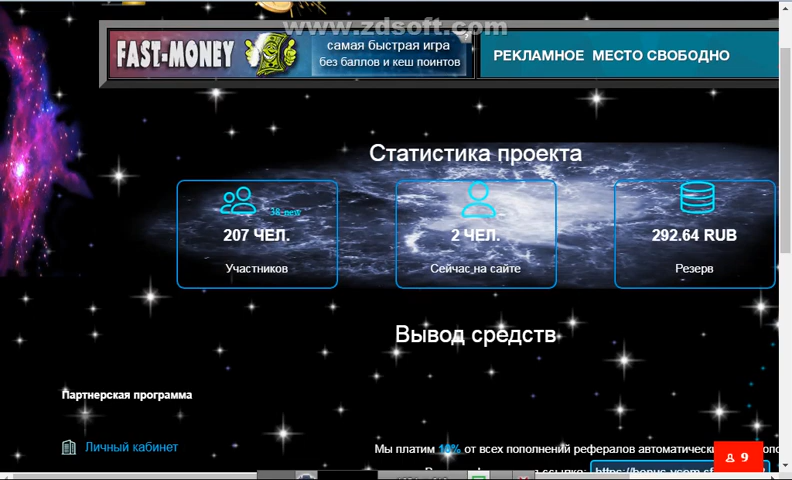 www.zdsoft.com
FAST-MONEY
самая быстрая игра
без баллов и кеш поинтов
РЕКЛАМНОЕ МЕСТО СВОБОДНО
Статистика проекта
38-new
207 ЧЕЛ.
Участников
2 ЧЕЛ.
Сейчас на сайте
292.64 RUB
Резерв
Вывод средств
Партнерская программа
Личный кабинет
Мы платим 10% от всех пополнений рефералов автоматически
9